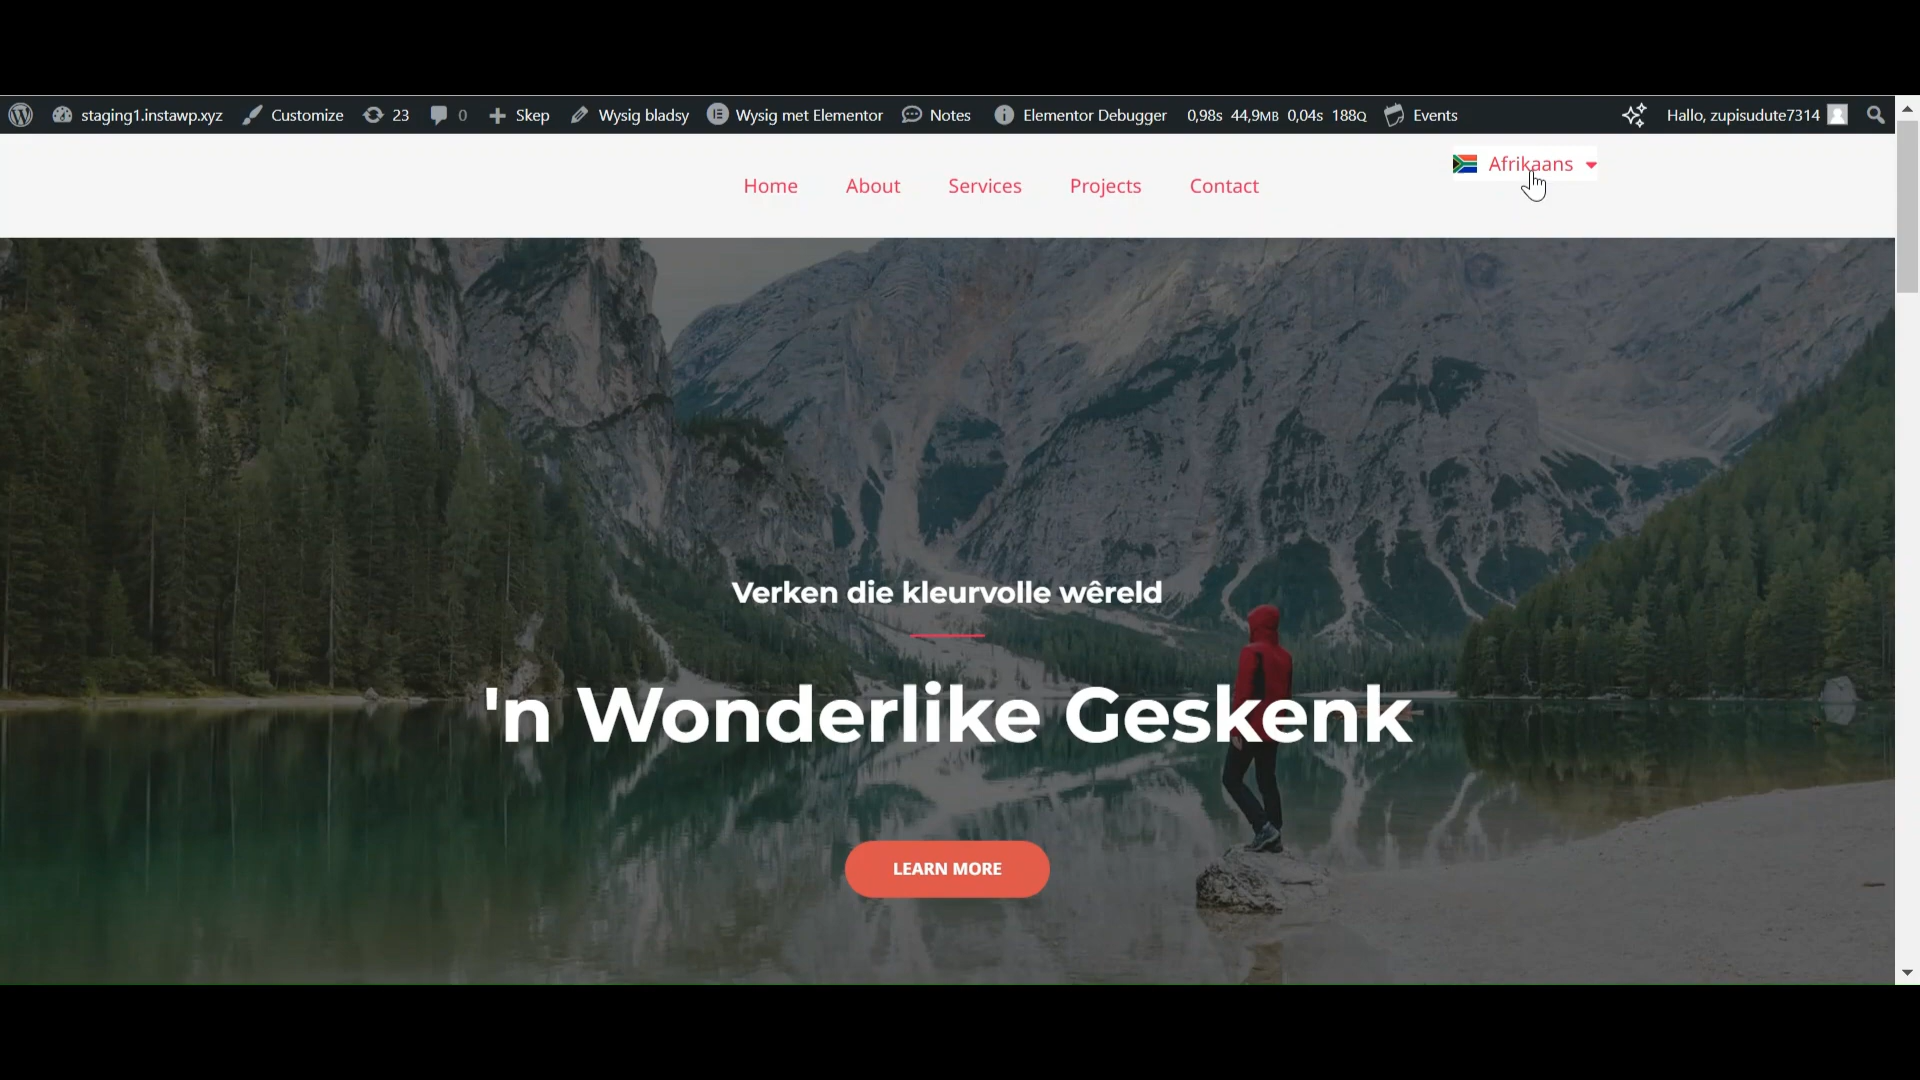 staging1.instawp.xyz Customize 23 0 Skep Wysig bladsy Wysig met Elementor Notes Elementor Debugger 0,98s 44,9MB 0,04s 188Q Events Hallo, zupisudute7314
Afrikaans
Home About Services Projects Contact
Verken die kleurvolle wêreld
'n Wonderlike Geskenk
LEARN MORE